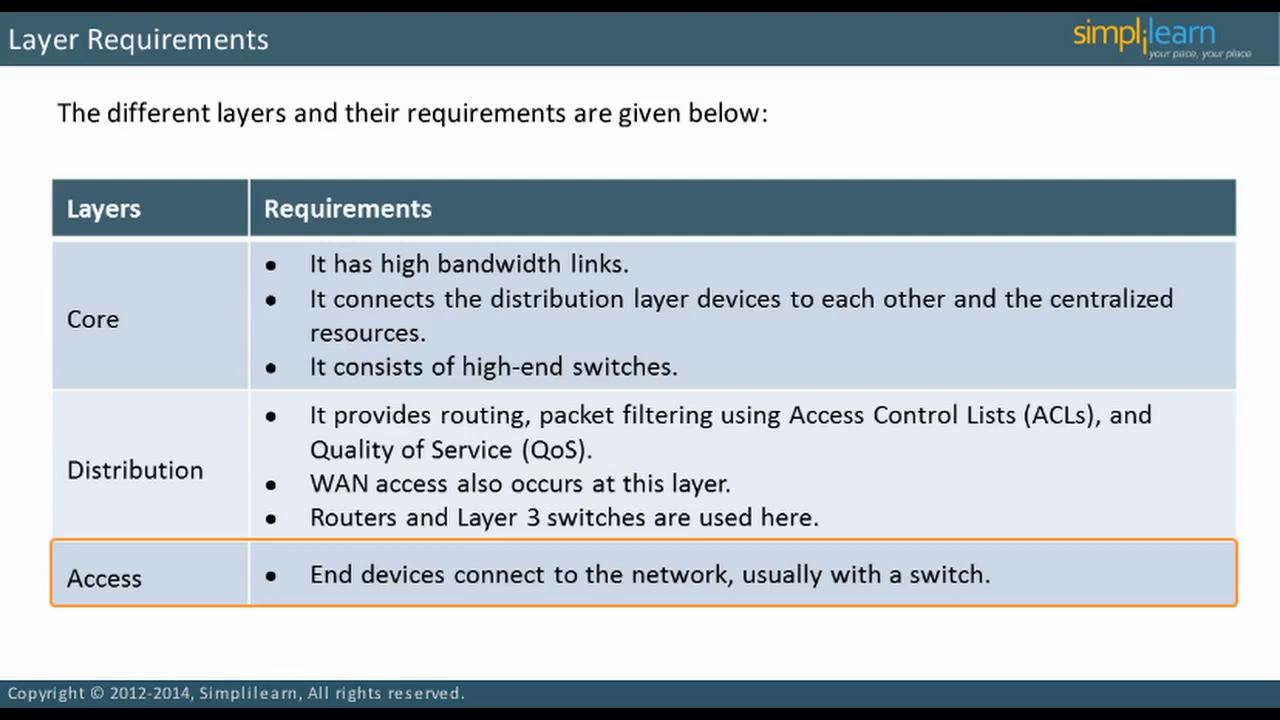 Layer Requirements
simplilearn
your pace, your place
The different layers and their requirements are given below:
Layers
Requirements
Core
● It has high bandwidth links.
● It connects the distribution layer devices to each other and the centralized
resources.
● It consists of high-end switches.
Distribution
● It provides routing, packet filtering using Access Control Lists (ACLs), and
Quality of Service (QoS).
● WAN access also occurs at this layer.
● Routers and Layer 3 switches are used here.
Access
● End devices connect to the network, usually with a switch.
Copyright © 2012-2014, Simplilearn, All rights reserved.